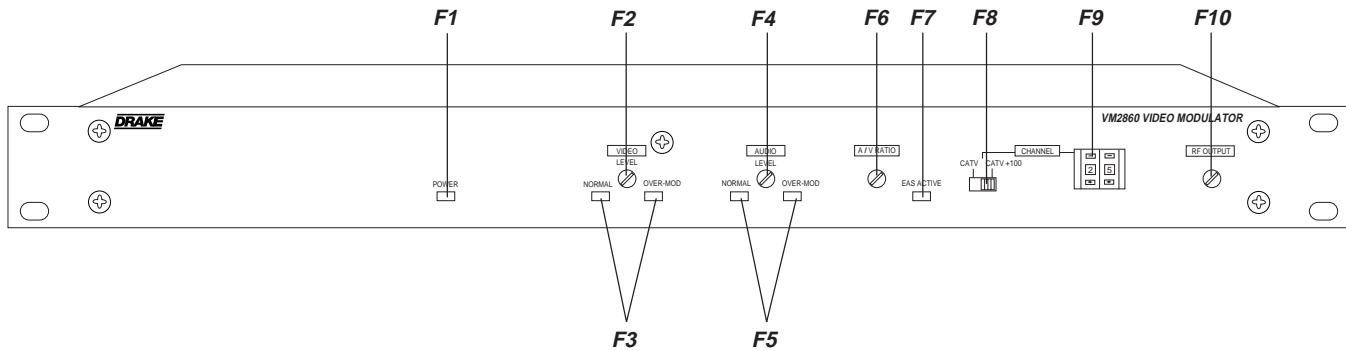 F1 F2 F4 F6 F7 F8 F9 F10
DRAKE
VM2860 VIDEO MODULATOR
VIDEO AUDIO A / V RATIO CHANNEL RF OUTPUT
LEVEL LEVEL CATV CATV +100
2 5
POWER NORMAL OVER-MOD NORMAL OVER-MOD EAS ACTIVE
F3 F5